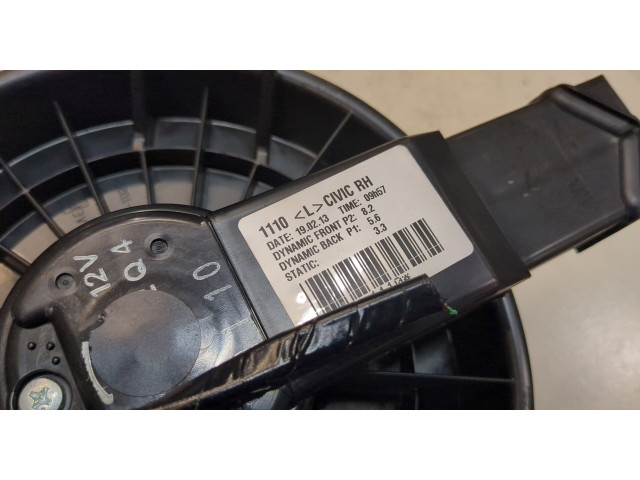 1110 <L> CIVIC RH
DATE: 19.02.13 TIME: 09h57
DYNAMIC FRONT P2: 8.2
DYNAMIC BACK P1: 5.6
STATIC: 3.3
12V
Q4
10